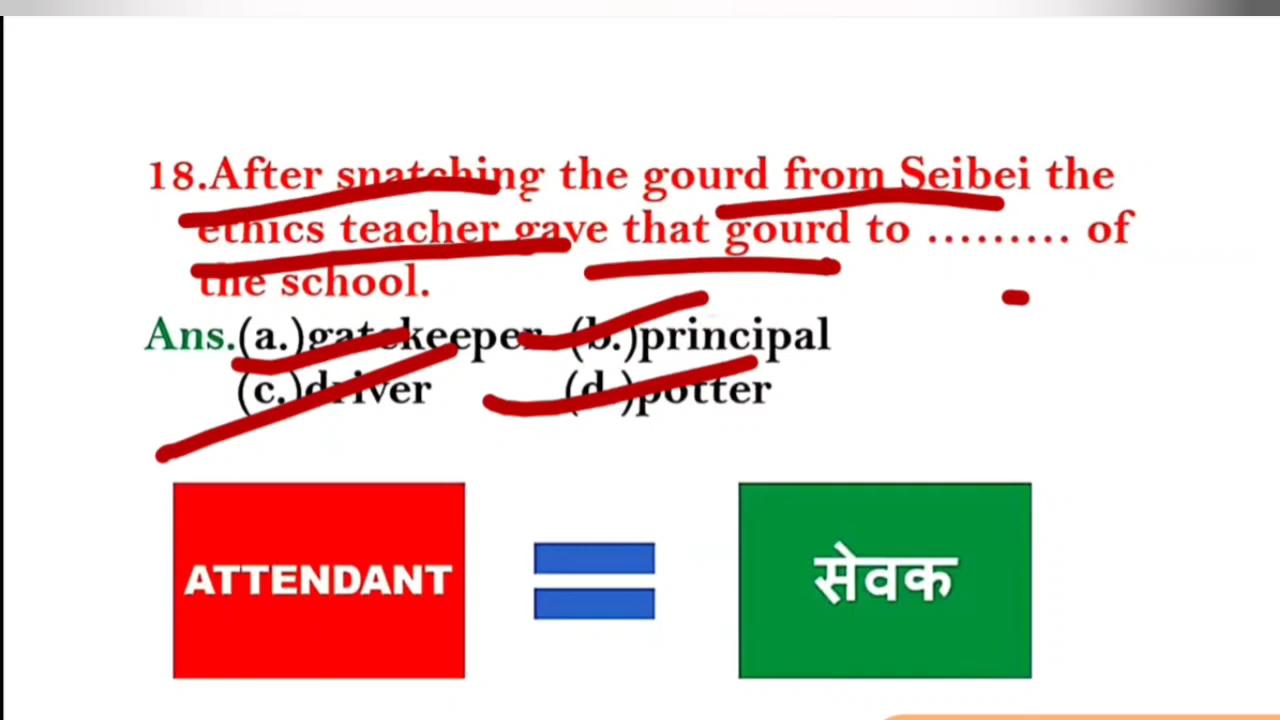 18.After snatching the gourd from Seibei the
ethics teacher gave that gourd to ......... of
the school.
Ans.(a.)gatekeeper (b.)principal
(c.)driver (d.)potter
ATTENDANT
सेवक